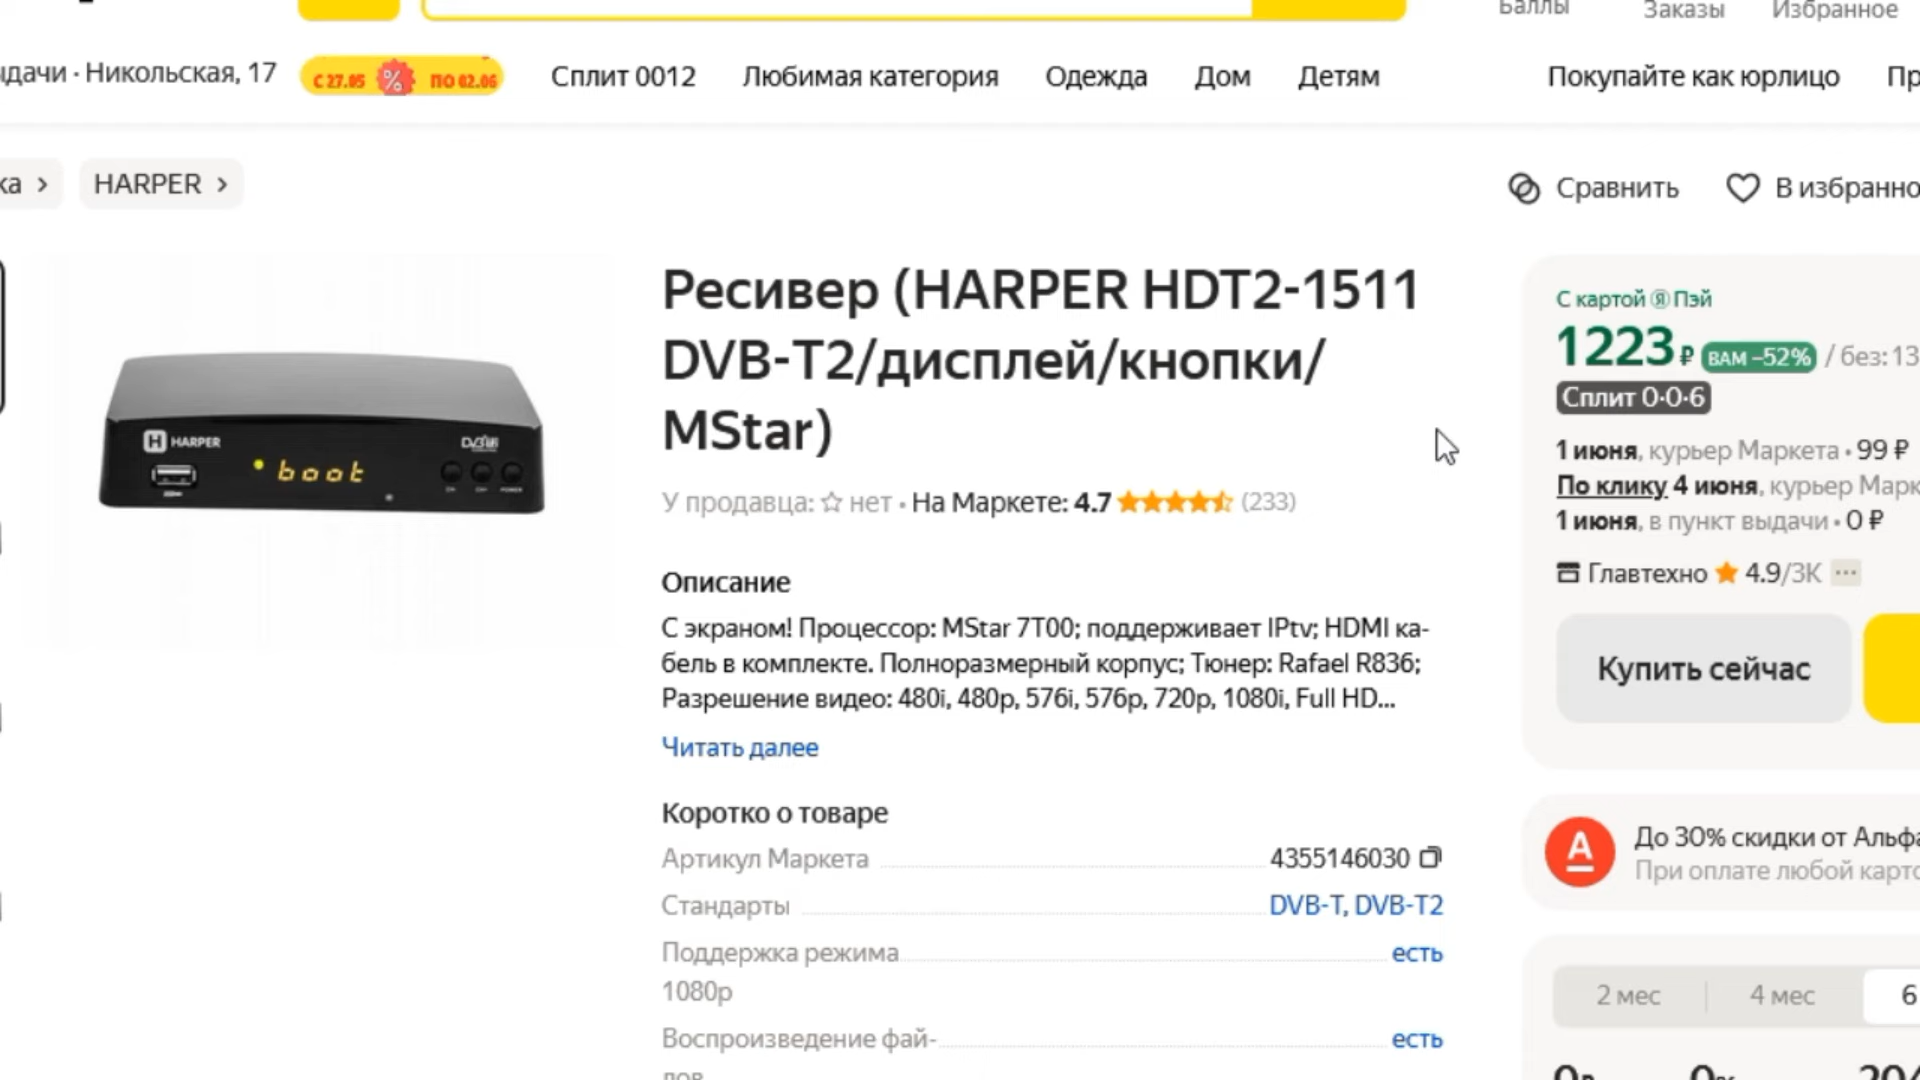 Баллы
Заказы
Избранное
Никольская, 17
С 27.05 % ПО 02.06
Сплит 0012
Любимая категория
Одежда
Дом
Детям
Покупайте как юрлицо
HARPER
Сравнить
Ресивер (HARPER HDT2-1511
DVB-T2/дисплей/кнопки/
MStar)
HARPER
boot
У продавца: нет • На Маркете: 4.7 (233)
Описание
С экраном! Процессор: MStar 7T00; поддерживает IPtv; HDMI ка-
бель в комплекте. Полноразмерный корпус; Тюнер: Rafael R836;
Разрешение видео: 480i, 480p, 576i, 576p, 720p, 1080i, Full HD...
Читать далее
Коротко о товаре
Артикул Маркета 4355146030
Стандарты DVB-T, DVB-T2
Поддержка режима есть
1080p
Воспроизведение фай- есть
С картой Я Пэй
1223 ₽ ВАМ –52% / без: 13
Сплит 0·0·6
1 июня, курьер Маркета • 99 ₽
По клику 4 июня, курьер Марк
1 июня, в пункт выдачи • 0 ₽
Главтехно 4.9/3K ...
Купить сейчас
До 30% скидки от Альфа
При оплате любой карто
2 мес
4 мес
6